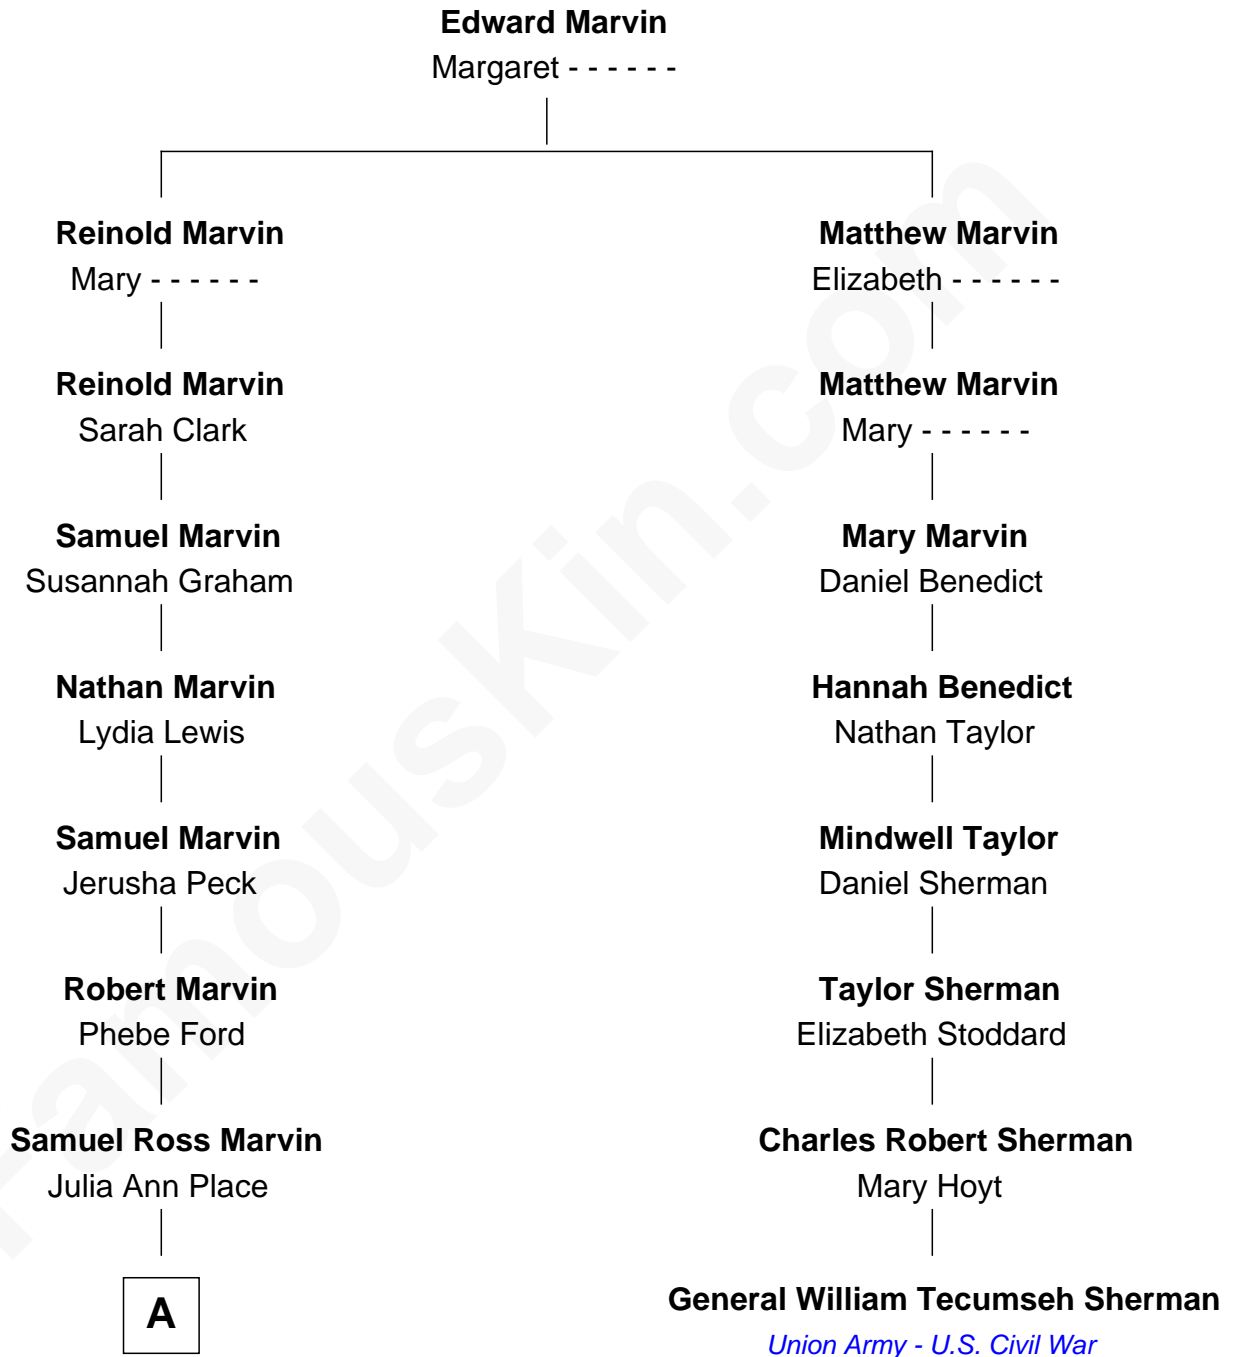 Edward Marvin
Margaret - - - - - -
Reinold Marvin
Mary - - - - - -
Reinold Marvin
Sarah Clark
Samuel Marvin
Susannah Graham
Nathan Marvin
Lydia Lewis
Samuel Marvin
Jerusha Peck
Robert Marvin
Phebe Ford
Samuel Ross Marvin
Julia Ann Place
A
Matthew Marvin
Elizabeth - - - - - -
Matthew Marvin
Mary - - - - - -
Mary Marvin
Daniel Benedict
Hannah Benedict
Nathan Taylor
Mindwell Taylor
Daniel Sherman
Taylor Sherman
Elizabeth Stoddard
Charles Robert Sherman
Mary Hoyt
General William Tecumseh Sherman
Union Army - U.S. Civil War
FamousKin.com